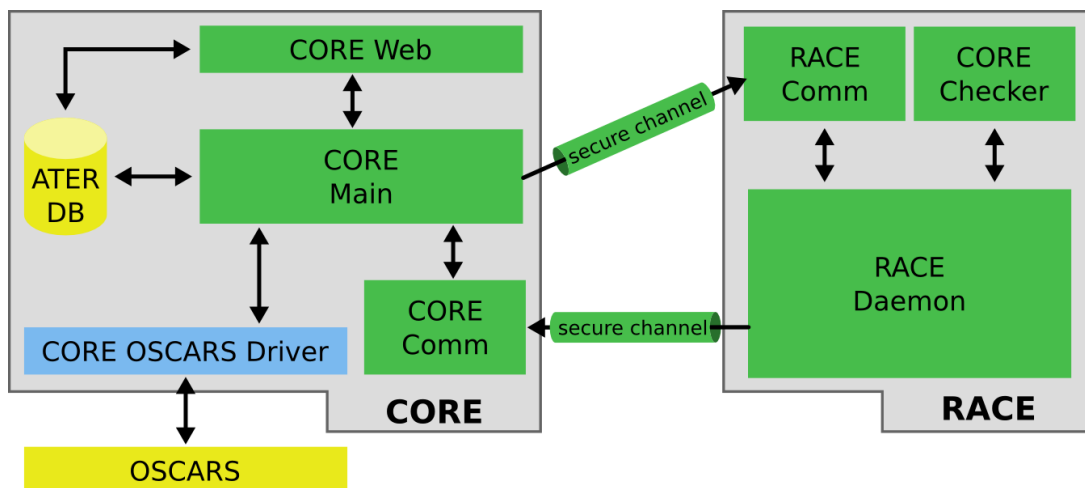 CORE Web
ATER
DB
CORE
Main
CORE OSCARS Driver
CORE
Comm
CORE
OSCARS
secure channel
secure channel
RACE
Comm
CORE
Checker
RACE
Daemon
RACE